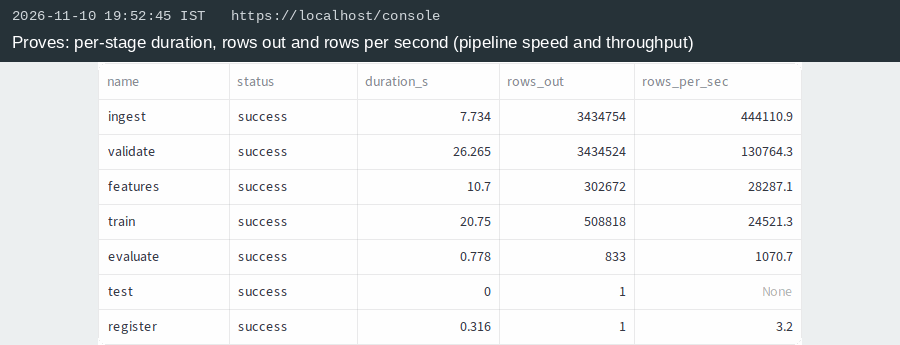 2026-11-10 19:52:45 IST https://localhost/console
Proves: per-stage duration, rows out and rows per second (pipeline speed and throughput)
name status duration_s rows_out rows_per_sec
ingest success 7.734 3434754 444110.9
validate success 26.265 3434524 130764.3
features success 10.7 302672 28287.1
train success 20.75 508818 24521.3
evaluate success 0.778 833 1070.7
test success 0 1 None
register success 0.316 1 3.2